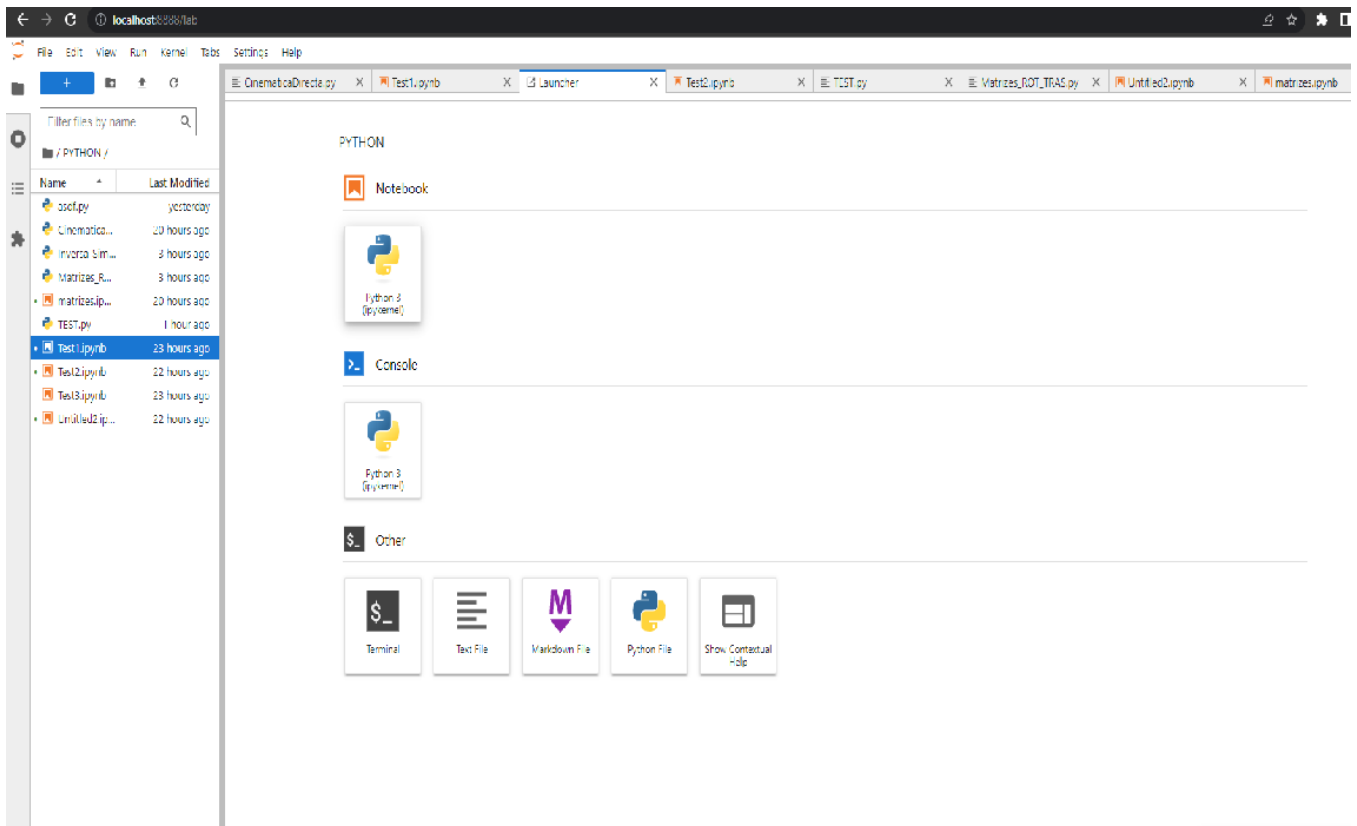 localhost:8888/lab
File Edit View Run Kernel Tabs Settings Help
CinematicaDirecta.py Test1.ipynb Launcher Test2.ipynb TEST.py Matrizes_ROT_TRAS.py Untitled2.ipynb matrizes.ipynb
Filter files by name
/ PYTHON /
Name Last Modified
asdf.py yesterday
Cinematica... 20 hours ago
Inversa_Sim... 3 hours ago
Matrizes_R... 3 hours ago
matrizes.ip... 20 hours ago
TEST.py 1 hour ago
Test1.ipynb 23 hours ago
Test2.ipynb 22 hours ago
Test3.ipynb 23 hours ago
Untitled2.ip... 22 hours ago
PYTHON
Notebook
Python 3
(ipykernel)
Console
Python 3
(ipykernel)
$_ Other
$_
M
Terminal Text File Markdown File Python File Show Contextual
Help